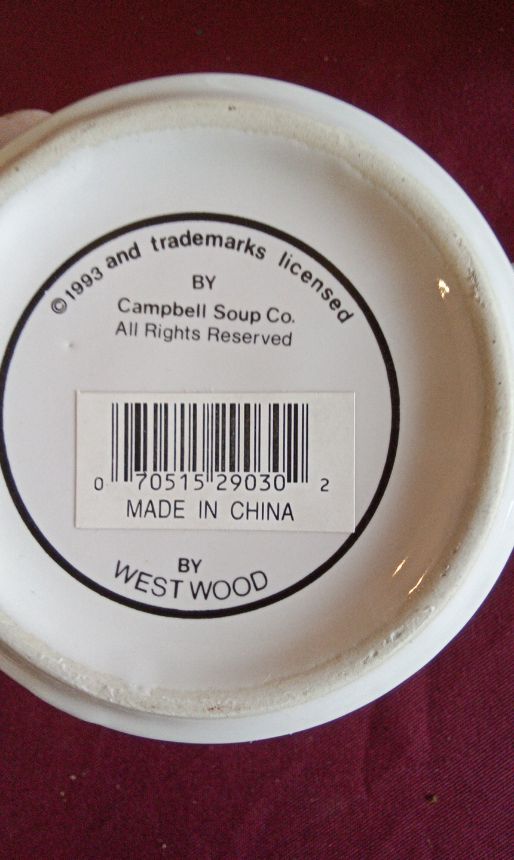 ©1993 and trademarks licensed
BY
Campbell Soup Co.
All Rights Reserved
0 70515 29030 2
MADE IN CHINA
BY
WESTWOOD